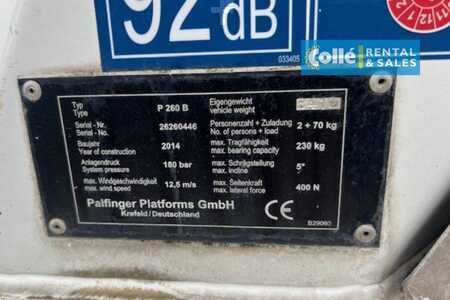 92 dB
033405
Collé RENTAL & SALES
Typ P 260 B
Type
Serial-Nr. 26260446
Serial-No.
Baujahr 2014
Year of construction
Anlagendruck 180 bar
System pressure
max. Windgeschwindigkeit 12,5 m/s
max. wind speed
Eigengewicht
vehicle weight
Personenzahl + Zuladung 2 + 70 kg
No. of persons + load
max. Tragfähigkeit 230 kg
max. bearing capacity
max. Schrägstellung 5°
max. incline
max. Seitenkraft 400 N
max. lateral force
Palfinger Platforms GmbH
Krefeld/Deutschland
CE